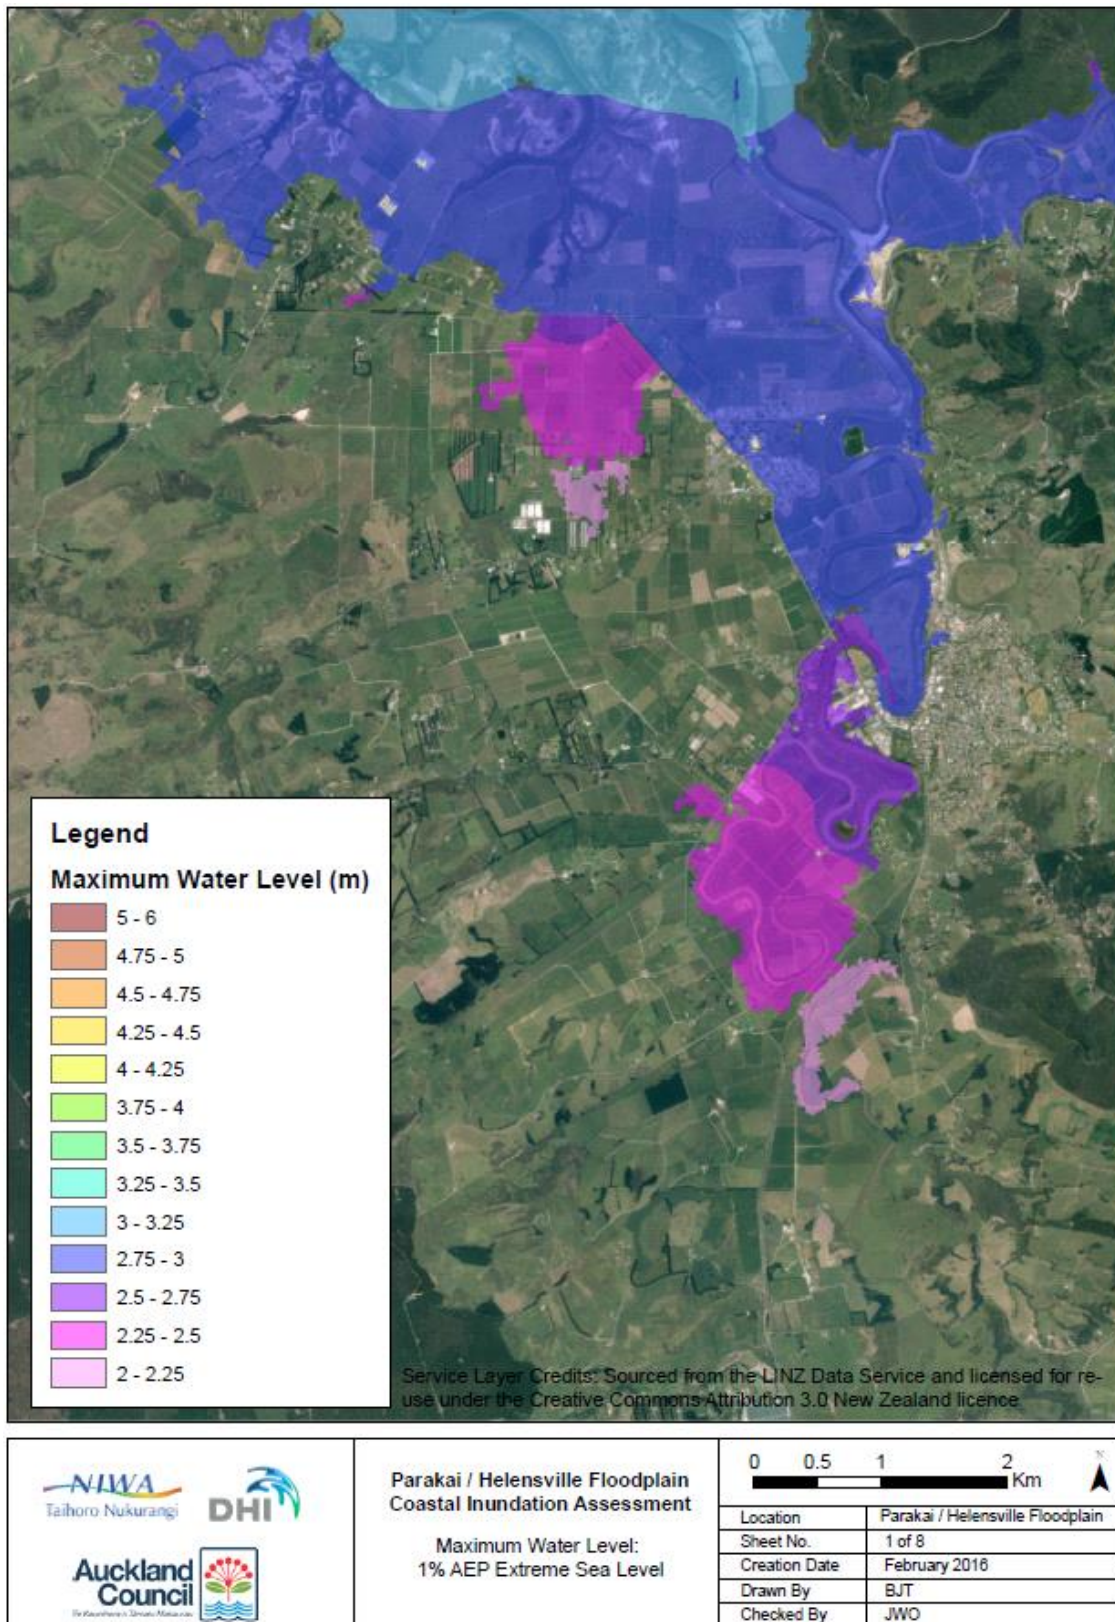 Legend
Maximum Water Level (m)
5 - 6
4.75 - 5
4.5 - 4.75
4.25 - 4.5
4 - 4.25
3.75 - 4
3.5 - 3.75
3.25 - 3.5
3 - 3.25
2.75 - 3
2.5 - 2.75
2.25 - 2.5
2 - 2.25
Service Layer Credits: Sourced from the LINZ Data Service and licensed for re-
use under the Creative Commons Attribution 3.0 New Zealand licence
NIWA
Taihoro Nukurangi
DHI
Auckland
Council
Parakai / Helensville Floodplain
Coastal Inundation Assessment
Maximum Water Level:
1% AEP Extreme Sea Level
0 0.5 1 2
Km
N
Location Parakai / Helensville Floodplain
Sheet No. 1 of 8
Creation Date February 2016
Drawn By BJT
Checked By JWO